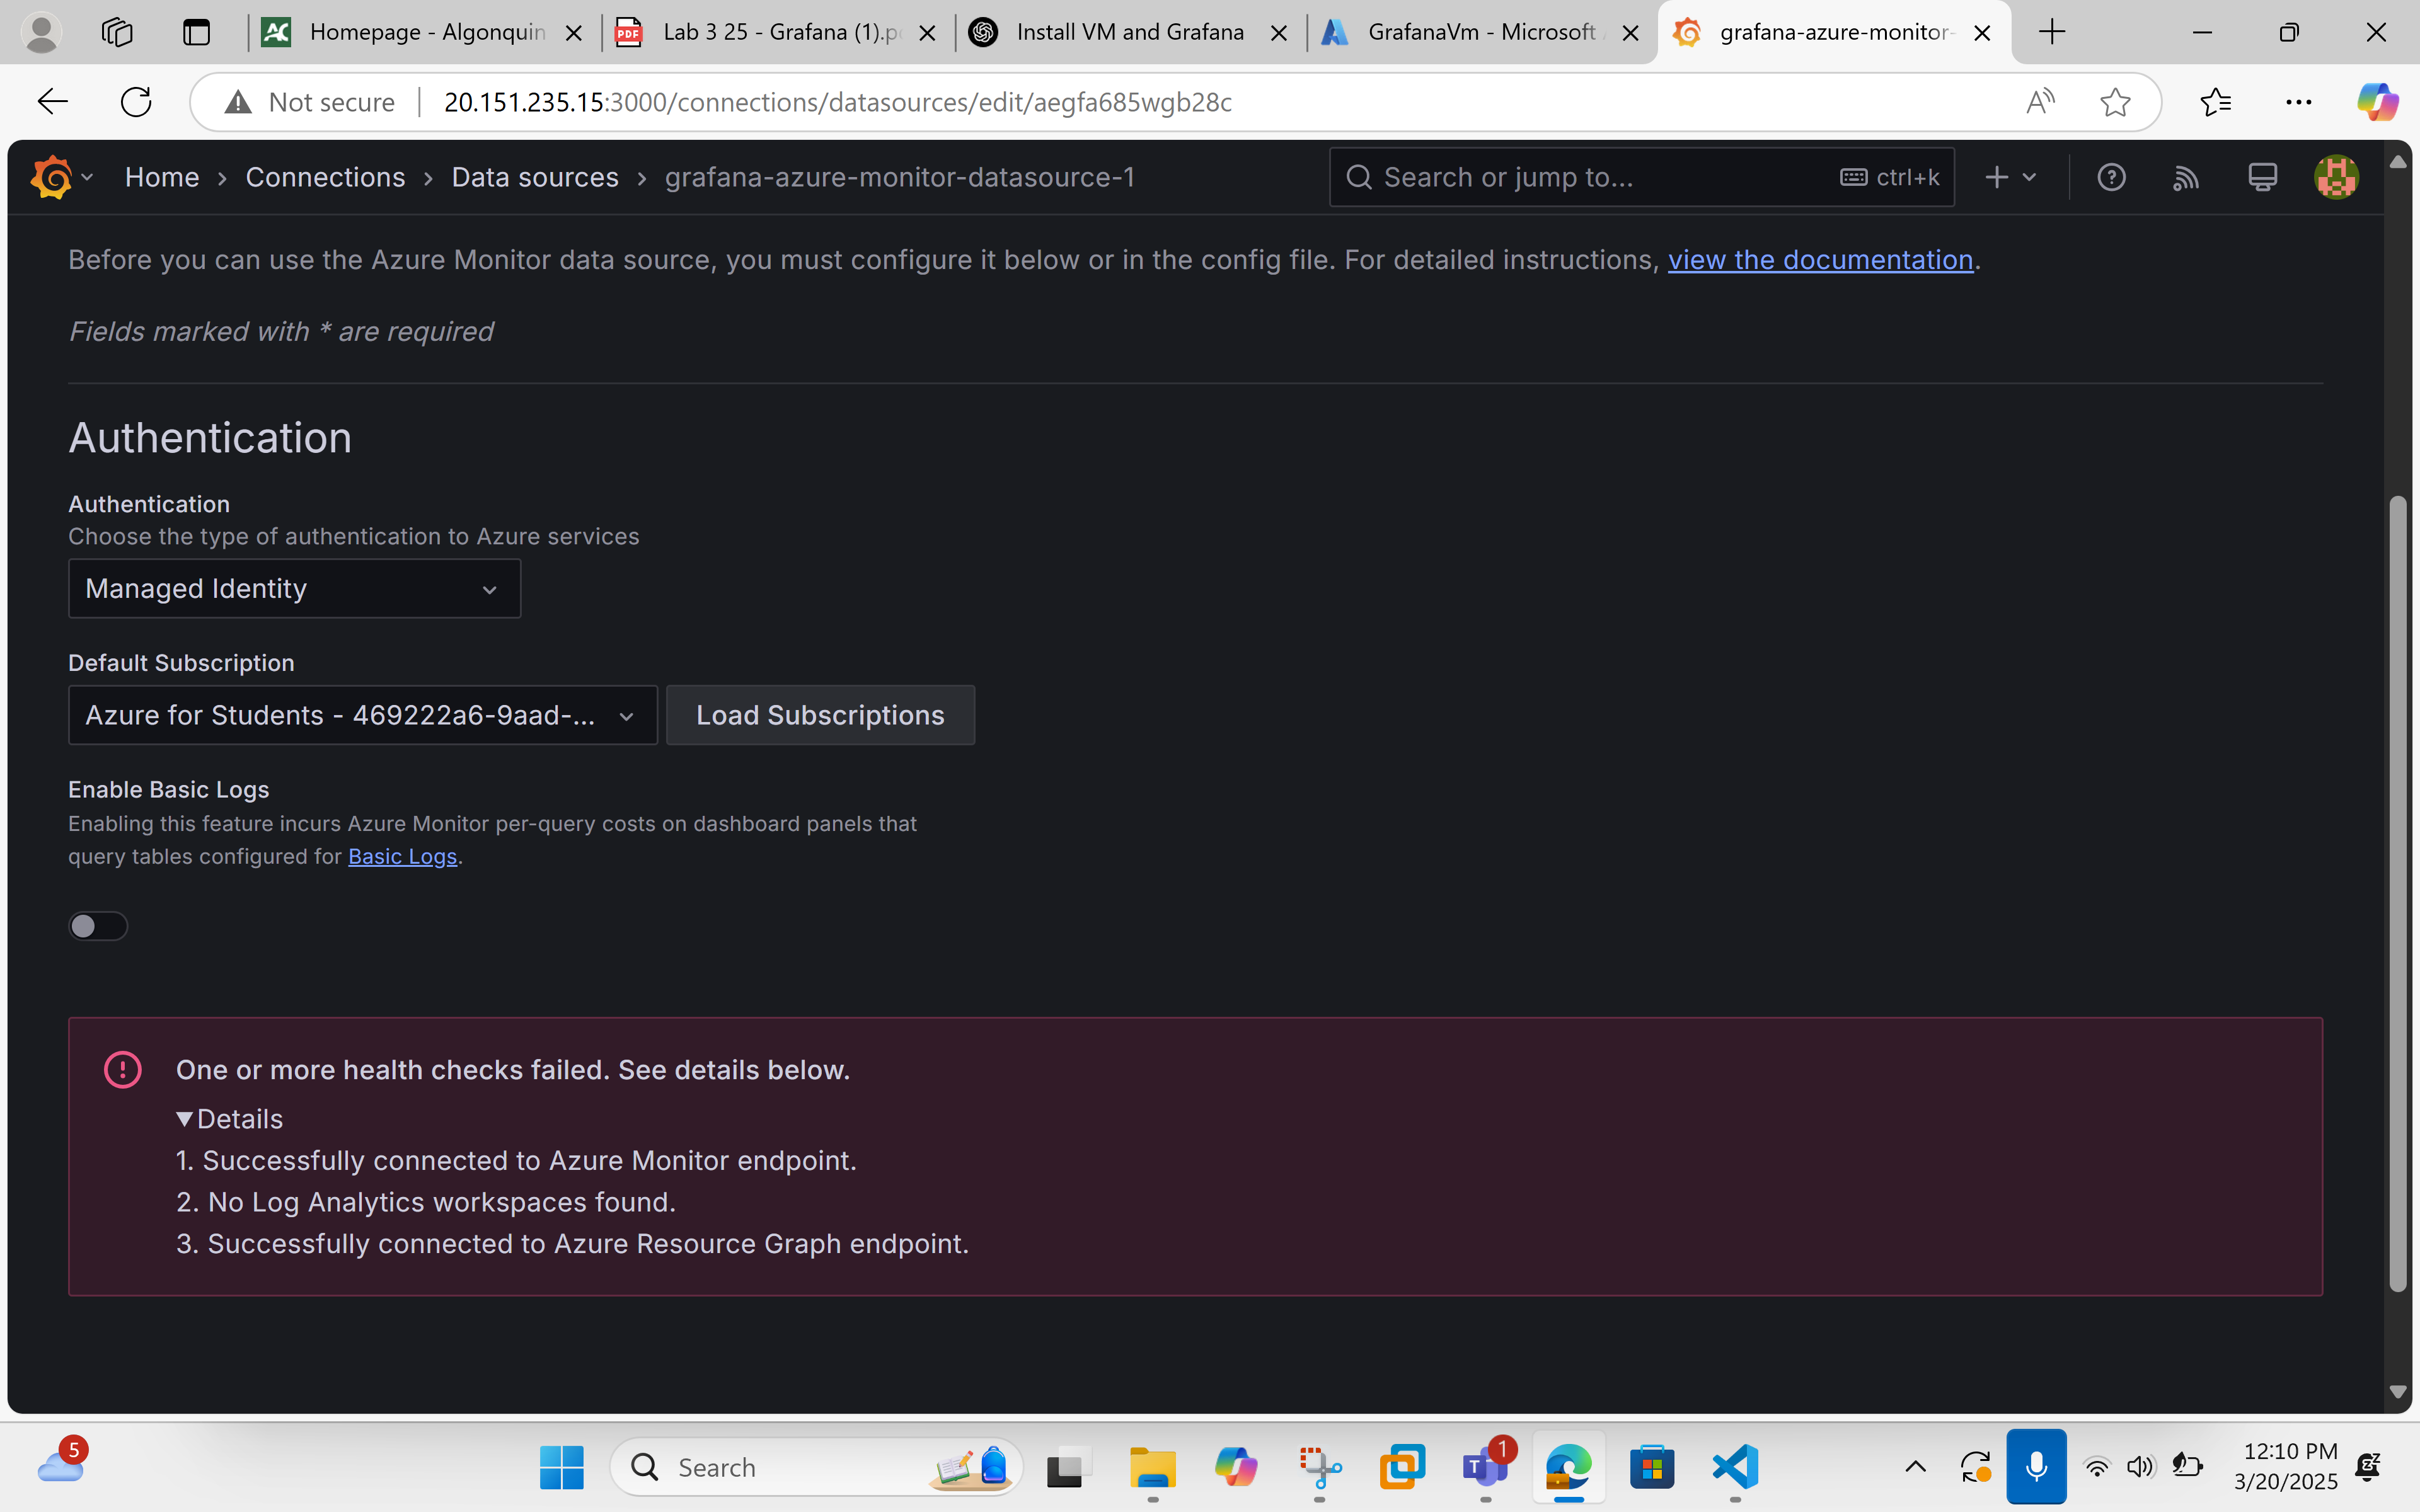 Homepage - Algonquin
Lab 3 25 - Grafana (1).p
Install VM and Grafana
GrafanaVm - Microsoft
grafana-azure-monitor-
Not secure
20.151.235.15:3000/connections/datasources/edit/aegfa685wgb28c
Home › Connections › Data sources › grafana-azure-monitor-datasource-1
Search or jump to...
ctrl+k
Before you can use the Azure Monitor data source, you must configure it below or in the config file. For detailed instructions, view the documentation.
Fields marked with * are required
Authentication
Authentication
Choose the type of authentication to Azure services
Managed Identity
Default Subscription
Azure for Students - 469222a6-9aad-...
Load Subscriptions
Enable Basic Logs
Enabling this feature incurs Azure Monitor per-query costs on dashboard panels that
query tables configured for Basic Logs.
One or more health checks failed. See details below.
Details
1. Successfully connected to Azure Monitor endpoint.
2. No Log Analytics workspaces found.
3. Successfully connected to Azure Resource Graph endpoint.
5
Search
1
12:10 PM
3/20/2025